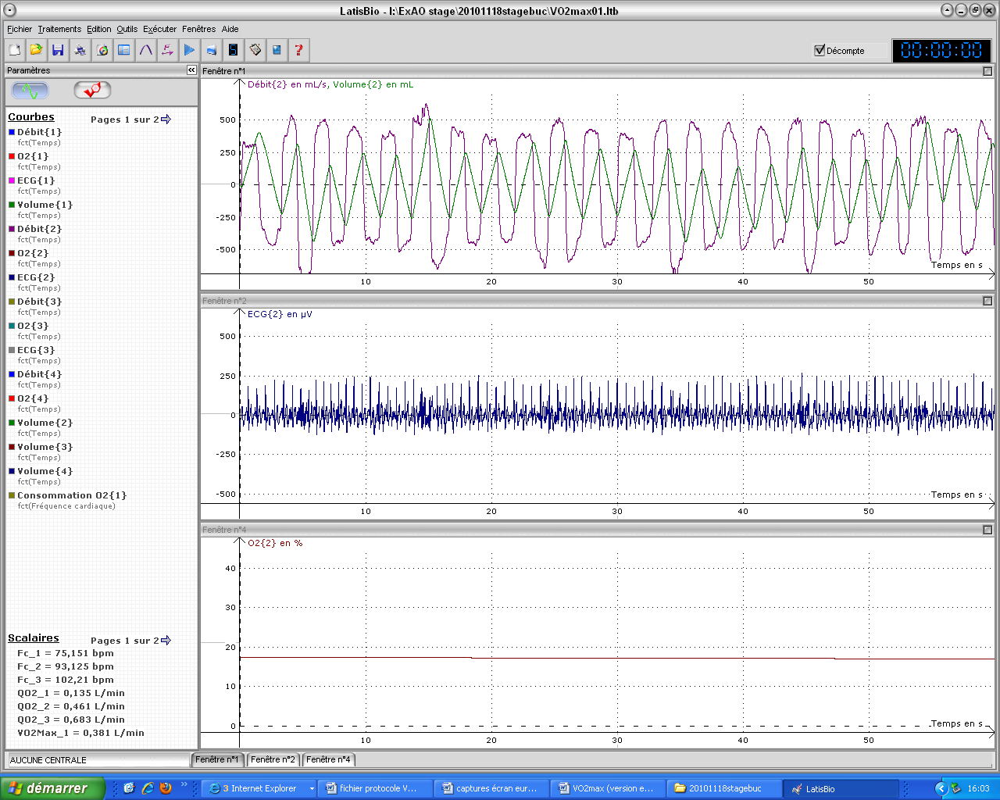 LatisBio - I:\ExAO stage\20101118stagebuc\VO2max01.ltb
Fichier Traitements Edition Outils Exécuter Fenêtres Aide
Décompte
00:00:00
Paramètres
Courbes
Pages 1 sur 2
Débit{1}
fct(Temps)
O2{1}
fct(Temps)
ECG{1}
fct(Temps)
Volume{1}
fct(Temps)
Débit{2}
fct(Temps)
O2{2}
fct(Temps)
ECG{2}
fct(Temps)
Débit{3}
fct(Temps)
O2{3}
fct(Temps)
ECG{3}
fct(Temps)
Débit{4}
fct(Temps)
O2{4}
fct(Temps)
Volume{2}
fct(Temps)
Volume{3}
fct(Temps)
Volume{4}
fct(Temps)
Consommation O2{1}
fct(Fréquence cardiaque)
Scalaires
Pages 1 sur 2
Fc_1 = 75,151 bpm
Fc_2 = 93,125 bpm
Fc_3 = 102,21 bpm
QO2_1 = 0,135 L/min
QO2_2 = 0,461 L/min
QO2_3 = 0,683 L/min
VO2Max_1 = 0,381 L/min
Fenêtre n°1
Débit{2} en mL/s, Volume{2} en mL
500
250
0
-250
-500
Temps en s
10 20 30 40 50
Fenêtre n°2
ECG{2} en µV
500
250
0
-250
-500
Temps en s
10 20 30 40 50
Fenêtre n°4
O2{2} en %
40
30
20
10
0
Temps en s
10 20 30 40 50
AUCUNE CENTRALE
Fenêtre n°1 Fenêtre n°2 Fenêtre n°4
démarrer
3 Internet Explorer
fichier protocole V...
captures écran eur...
VO2max (version e...
20101118stagebuc
LatisBio
16:03